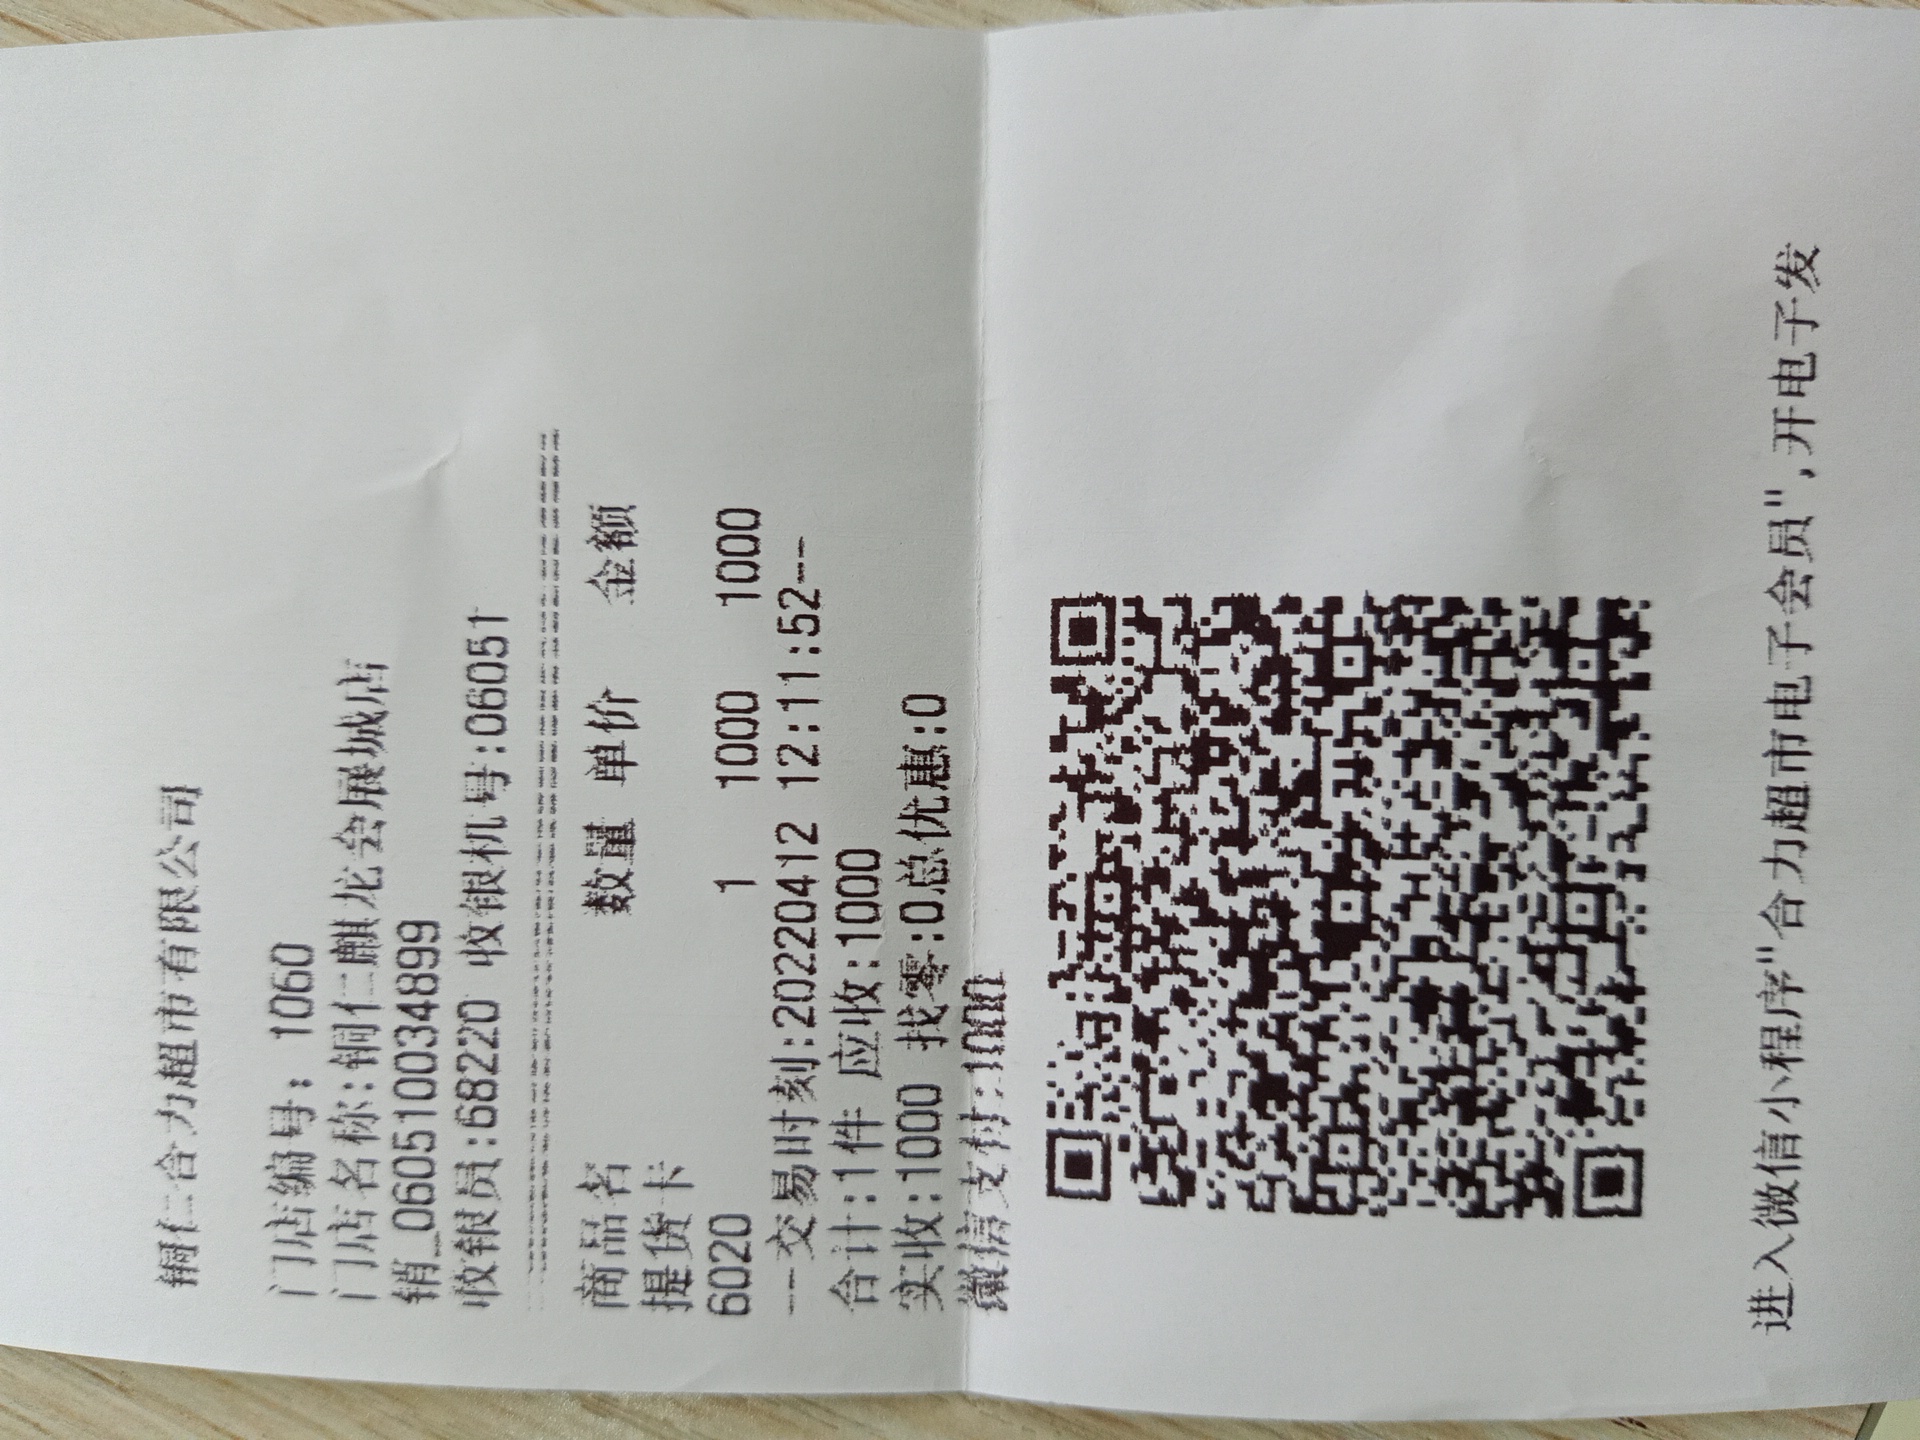 铜仁合力超市有限公司
门店编号: 1060
门店名称:铜仁麒龙会展城店
销_0605100348​99
收银员:68220 收银机号:06051
商品名 数量 单价 金额
提货卡
6020 1 1000 1000
--交易时刻:20220412 12:11:52--
合计:1件 应收:1000
实收:1000 找零:0总优惠:0
微信支付:1000
进入微信小程序"合力超市电子会员",开电子发